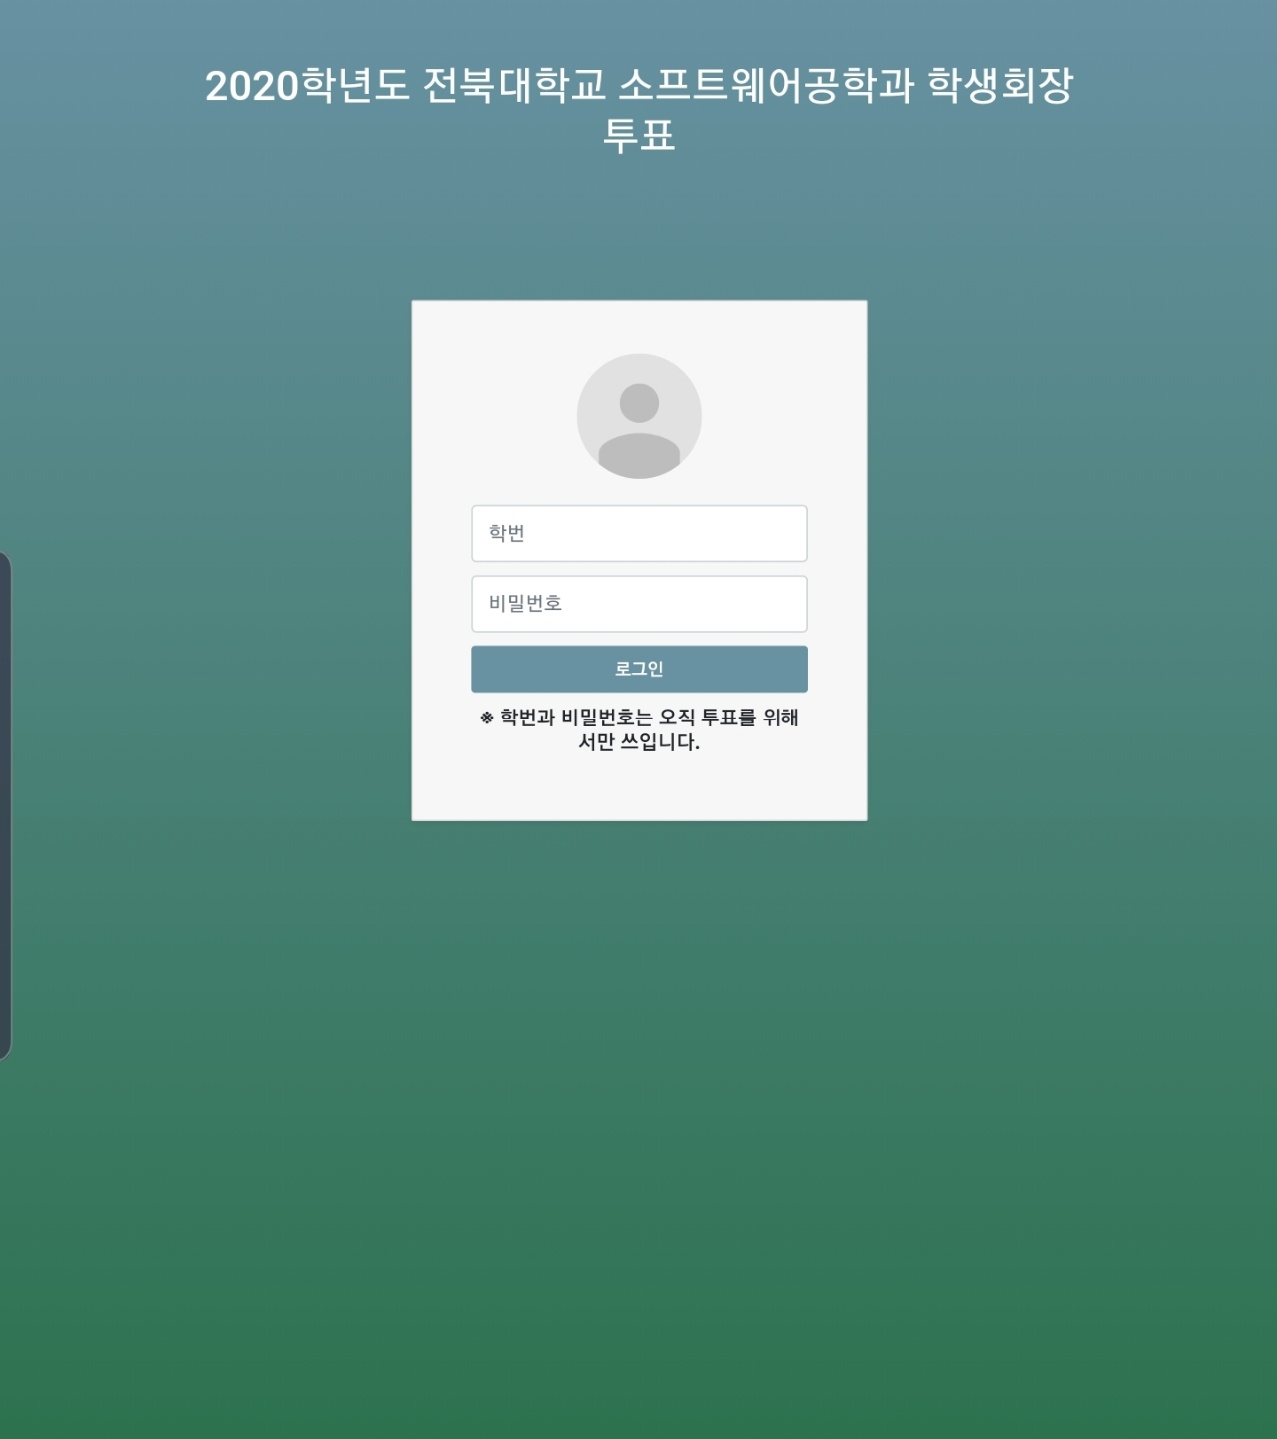 2020학년도 전북대학교 소프트웨어공학과 학생회장
투표
학번
비밀번호
로그인
※ 학번과 비밀번호는 오직 투표를 위해
서만 쓰입니다.